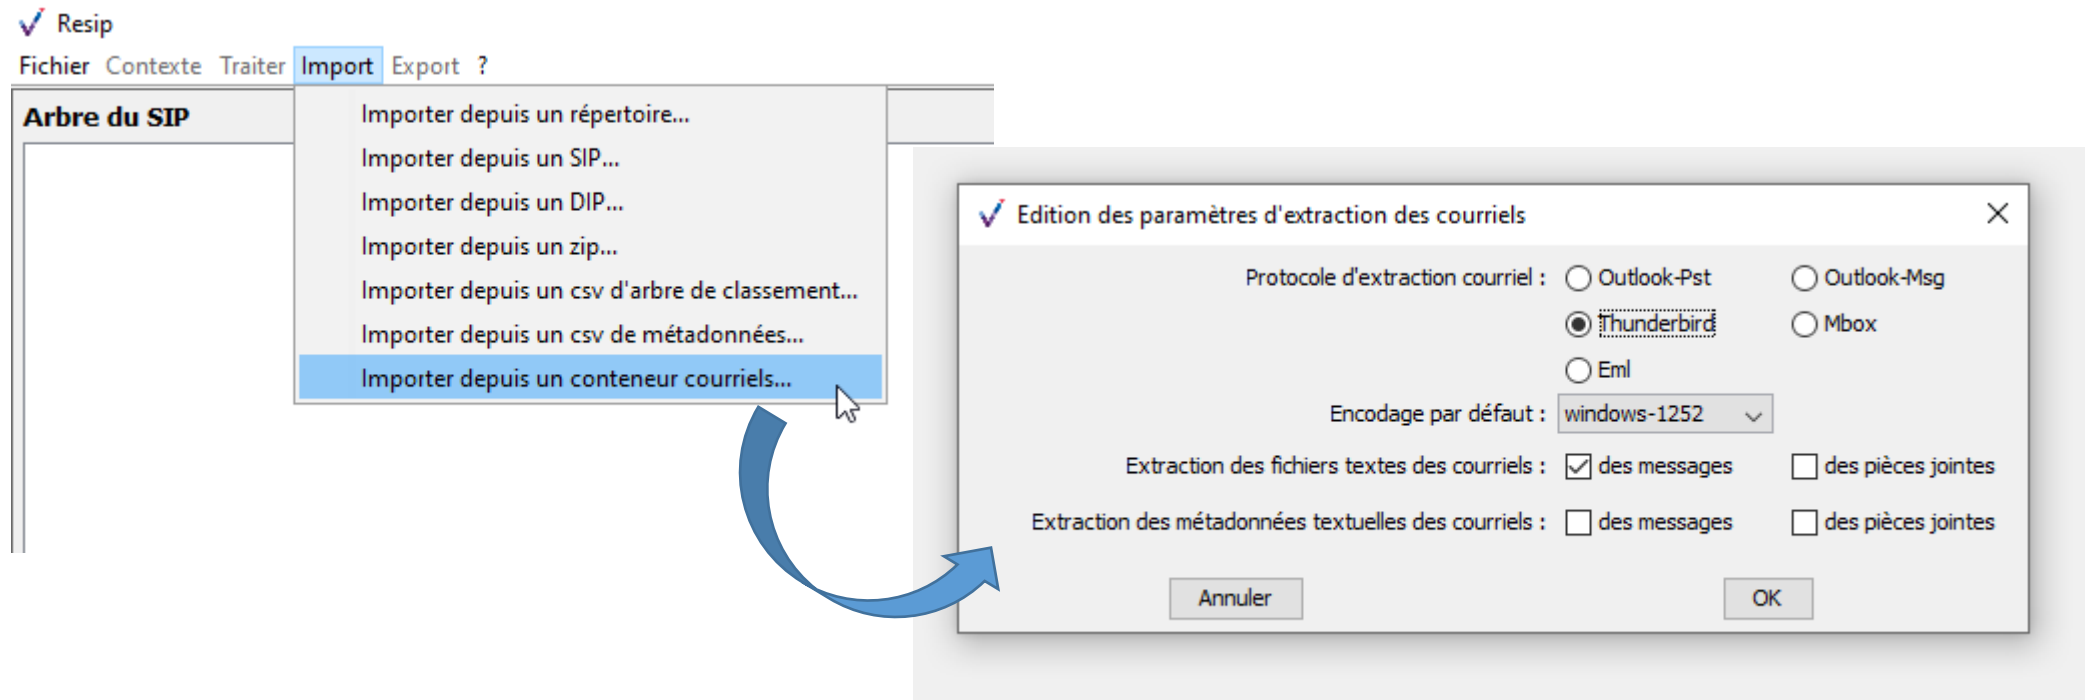 Resip
Fichier Contexte Traiter Import Export ?
Arbre du SIP
Importer depuis un répertoire...
Importer depuis un SIP...
Importer depuis un DIP...
Importer depuis un zip...
Importer depuis un csv d'arbre de classement...
Importer depuis un csv de métadonnées...
Importer depuis un conteneur courriels...
Edition des paramètres d'extraction des courriels
Protocole d'extraction courriel : Outlook-Pst Outlook-Msg
Thunderbird Mbox
Eml
Encodage par défaut : windows-1252
Extraction des fichiers textes des courriels : des messages des pièces jointes
Extraction des métadonnées textuelles des courriels : des messages des pièces jointes
Annuler OK